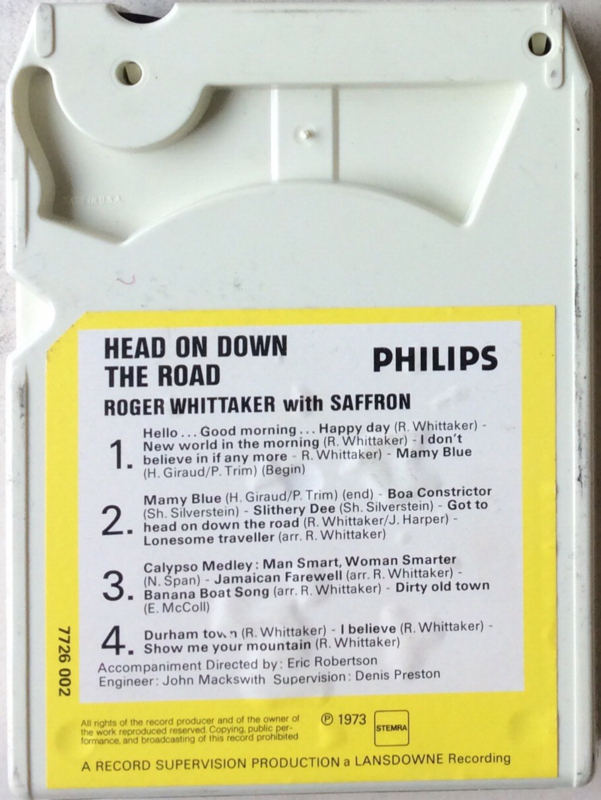 HEAD ON DOWN
THE ROAD
PHILIPS
ROGER WHITTAKER with SAFFRON
1. Hello... Good morning... Happy day (R. Whittaker) -
New world in the morning (R. Whittaker) - I don't
believe in if any more - R. Whittaker) - Mamy Blue
(H. Giraud/P. Trim) (Begin)
2. Mamy Blue (H. Giraud/P. Trim) (end) - Boa Constrictor
(Sh. Silverstein) - Slithery Dee (Sh. Silverstein) - Got to
head on down the road (R. Whittaker/J. Harper) -
Lonesome traveller (arr. R. Whittaker)
3. Calypso Medley: Man Smart, Woman Smarter
(N. Span) - Jamaican Farewell (arr. R. Whittaker) -
Banana Boat Song (arr. R. Whittaker) - Dirty old town
(E. McColl)
4. Durham town (R. Whittaker) - I believe (R. Whittaker) -
Show me your mountain (R. Whittaker)
Accompaniment Directed by: Eric Robertson
Engineer: John Mackswith Supervision: Denis Preston
7726 002
All rights of the record producer and of the owner of
the work reproduced reserved. Copying, public per-
formance, and broadcasting of this record prohibited
℗ 1973
STEMRA
A RECORD SUPERVISION PRODUCTION a LANSDOWNE Recording